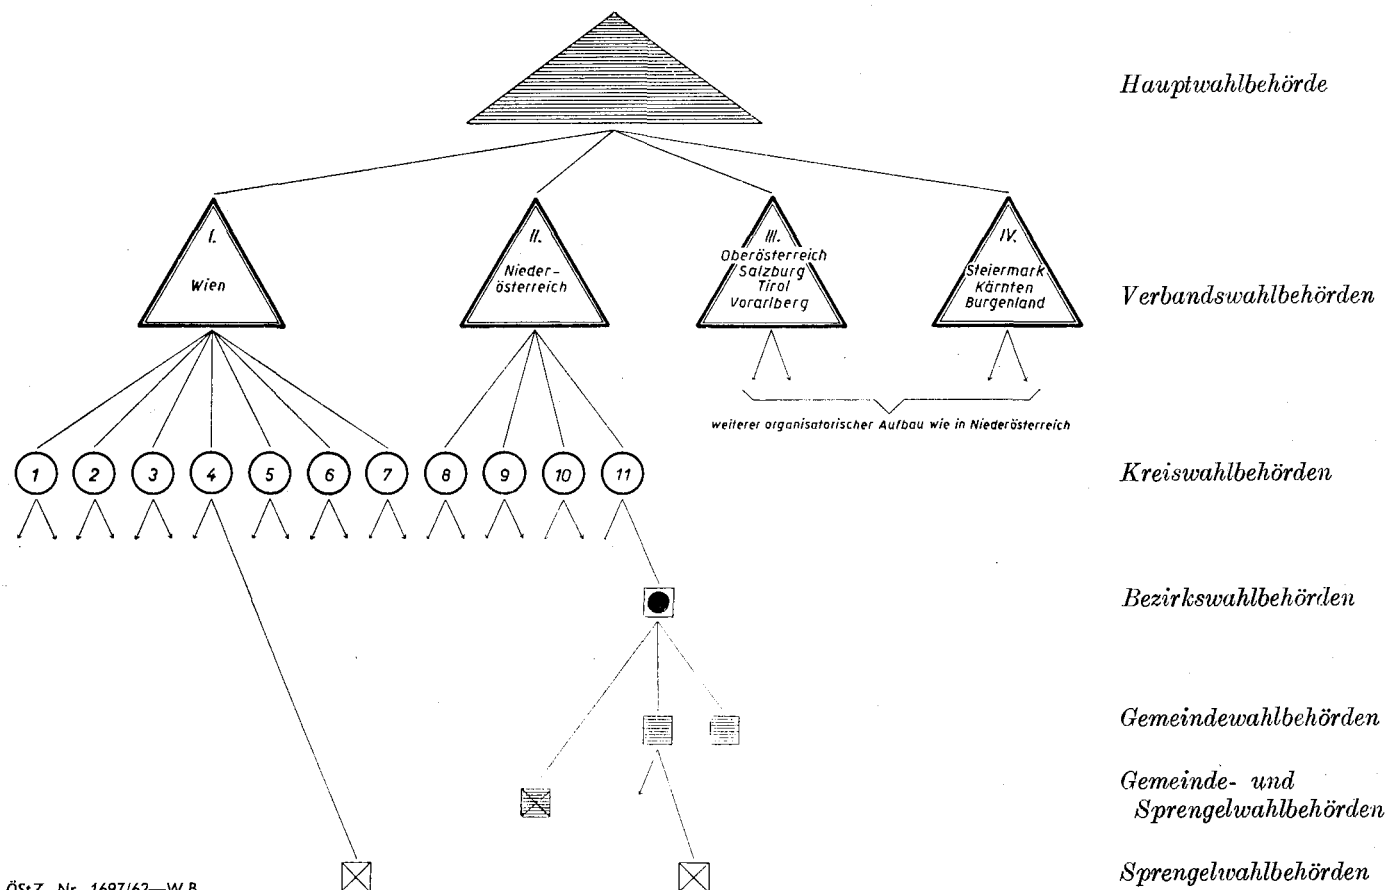 Hauptwahlbehörde
I.
Wien
II.
Nieder-
österreich
III.
Oberösterreich
Salzburg
Tirol
Vorarlberg
IV.
Steiermark
Kärnten
Burgenland
Verbandswahlbehörden
weiterer organisatorischer Aufbau wie in Niederösterreich
1 2 3 4 5 6 7 8 9 10 11
Kreiswahlbehörden
Bezirkswahlbehörden
Gemeindewahlbehörden
Gemeinde- und
Sprengelwahlbehörden
Sprengelwahlbehörden
ÖStZ. Nr. 1697/62—W.B.